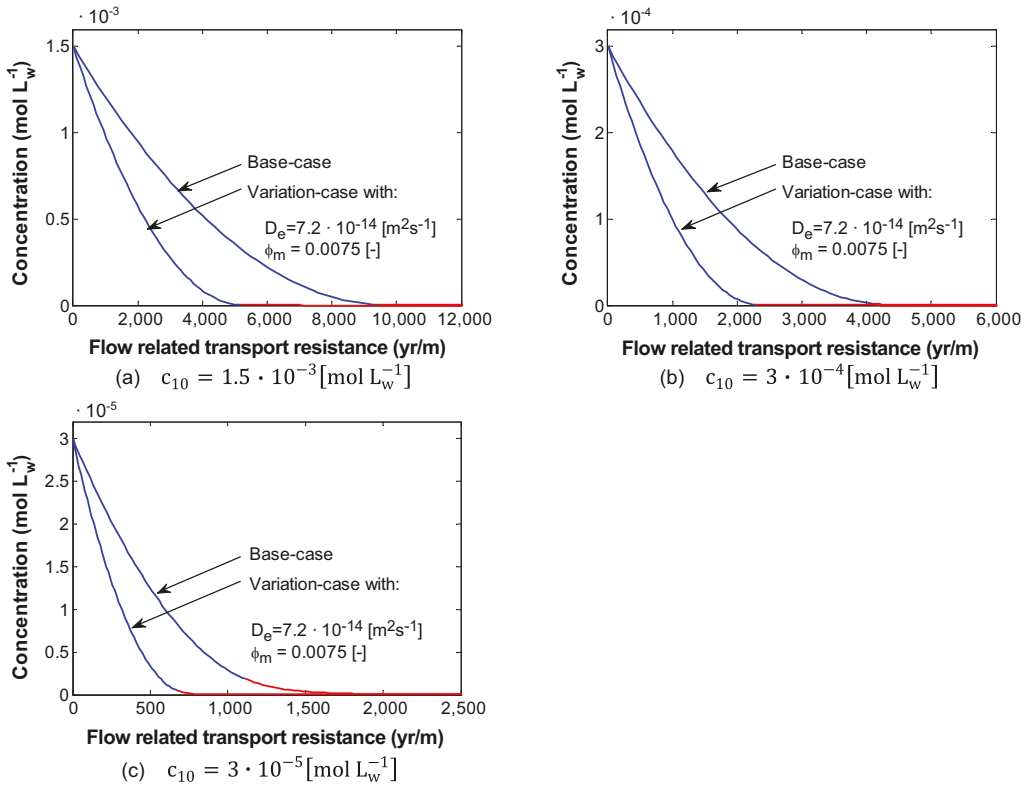 · 10-3
1.5
1
0.5
0
Concentration (mol L_w^-1)
Base-case
Variation-case with:
De=7.2 · 10-14 [m2s-1]
ϕm = 0.0075 [-]
0 2,000 4,000 6,000 8,000 10,000 12,000
Flow related transport resistance (yr/m)
(a) c₁₀ = 1.5 · 10⁻³[mol L_w⁻¹]
· 10-4
3
2
1
0
Concentration (mol L_w^-1)
Base-case
Variation-case with:
De=7.2 · 10-14 [m2s-1]
ϕm = 0.0075 [-]
0 1,000 2,000 3,000 4,000 5,000 6,000
Flow related transport resistance (yr/m)
(b) c₁₀ = 3 · 10⁻⁴[mol L_w⁻¹]
· 10-5
3
2.5
2
1.5
1
0.5
0
Concentration (mol L_w^-1)
Base-case
Variation-case with:
De=7.2 · 10-14 [m2s-1]
ϕm = 0.0075 [-]
0 500 1,000 1,500 2,000 2,500
Flow related transport resistance (yr/m)
(c) c₁₀ = 3 · 10⁻⁵[mol L_w⁻¹]